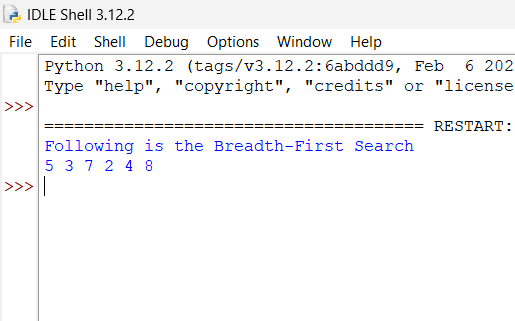 IDLE Shell 3.12.2
File Edit Shell Debug Options Window Help
Python 3.12.2 (tags/v3.12.2:6abddd9, Feb  6 202
Type "help", "copyright", "credits" or "license
>>>
====================================== RESTART:
Following is the Breadth-First Search
5 3 7 2 4 8
>>>